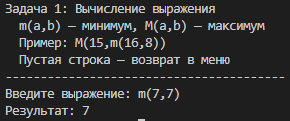 Задача 1: Вычисление выражения
m(a,b) — минимум, M(a,b) — максимум
Пример: M(15,m(16,8))
Пустая строка — возврат в меню
----------------------------------------
Введите выражение: m(7,7)
Результат: 7